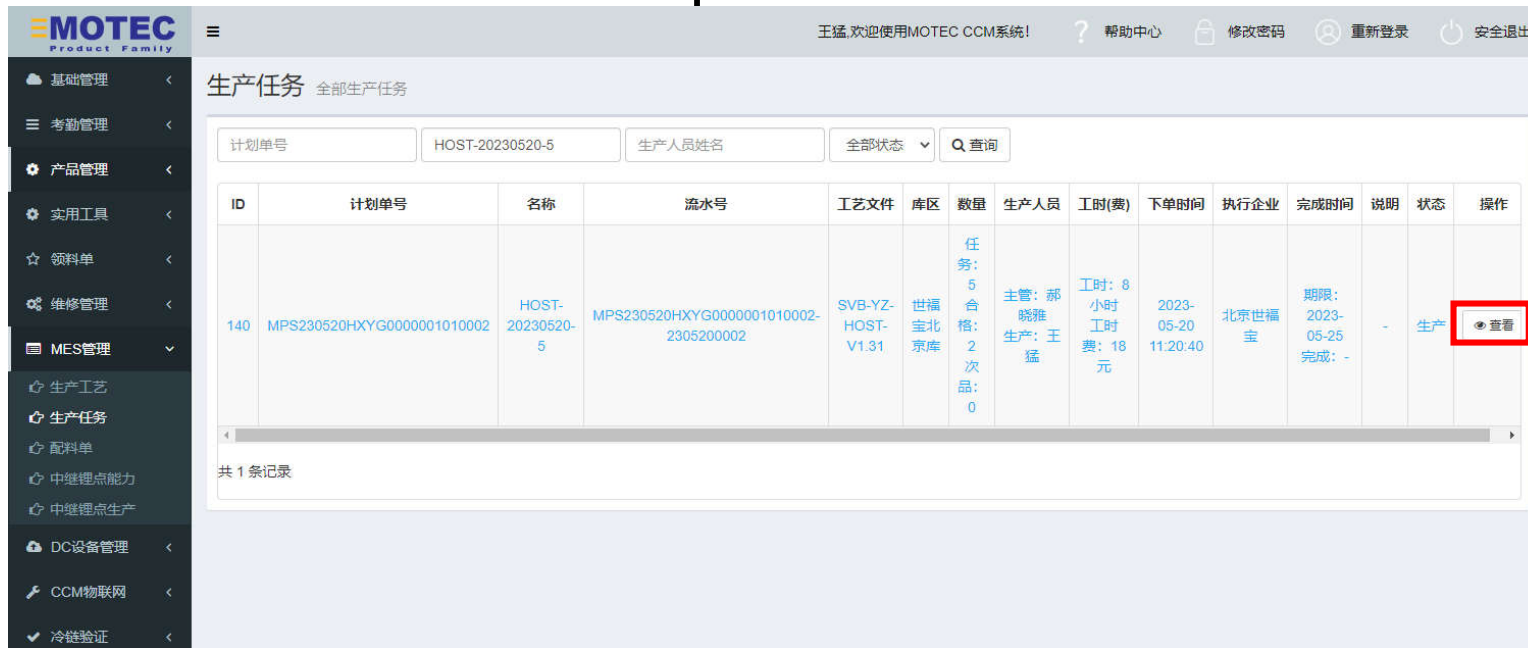 MOTEC
Product Family
王猛,欢迎使用MOTEC CCM系统!
帮助中心
修改密码
重新登录
安全退出
基础管理
考勤管理
产品管理
实用工具
领料单
维修管理
MES管理
生产工艺
生产任务
配料单
中继锂点能力
中继锂点生产
DC设备管理
CCM物联网
冷链验证
生产任务 全部生产任务
计划单号
HOST-20230520-5
生产人员姓名
全部状态
查询
ID 计划单号 名称 流水号 工艺文件 库区 数量 生产人员 工时(费) 下单时间 执行企业 完成时间 说明 状态 操作
140
MPS230520HXYG0000001010002
HOST-
20230520-
5
MPS230520HXYG0000001010002-
2305200002
SVB-YZ-
HOST-
V1.31
世福
宝北
京库
任
务:
5
合
格:
2
次
品:
0
主管:郝
晓雅
生产:王
猛
工时:8
小时
工时
费:18
元
2023-
05-20
11:20:40
北京世福
宝
期限:
2023-
05-25
完成:-
-
生产
查看
共 1 条记录